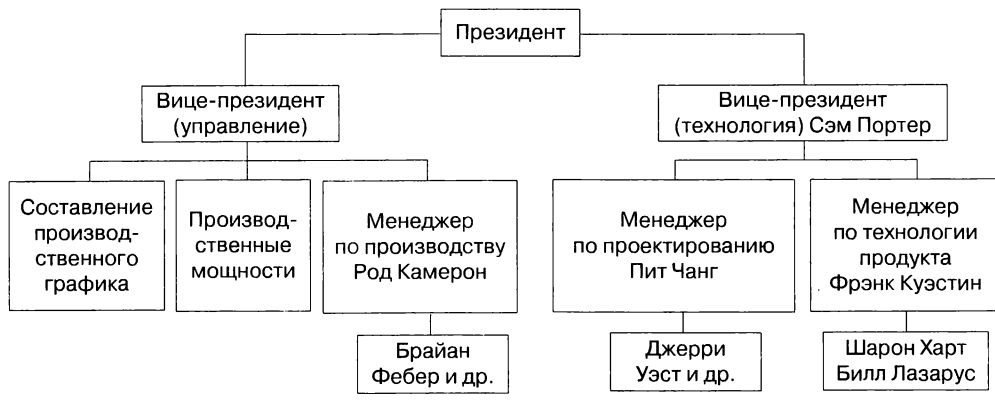 Президент
Вице-президент
(управление)
Вице-президент
(технология) Сэм Портер
Составление
производ-
ственного
графика
Производ-
ственные
мощности
Менеджер
по производству
Род Камерон
Менеджер
по проектированию
Пит Чанг
Менеджер
по технологии
продукта
Фрэнк Куэстин
Брайан
Фебер и др.
Джерри
Уэст и др.
Шарон Харт
Билл Лазарус